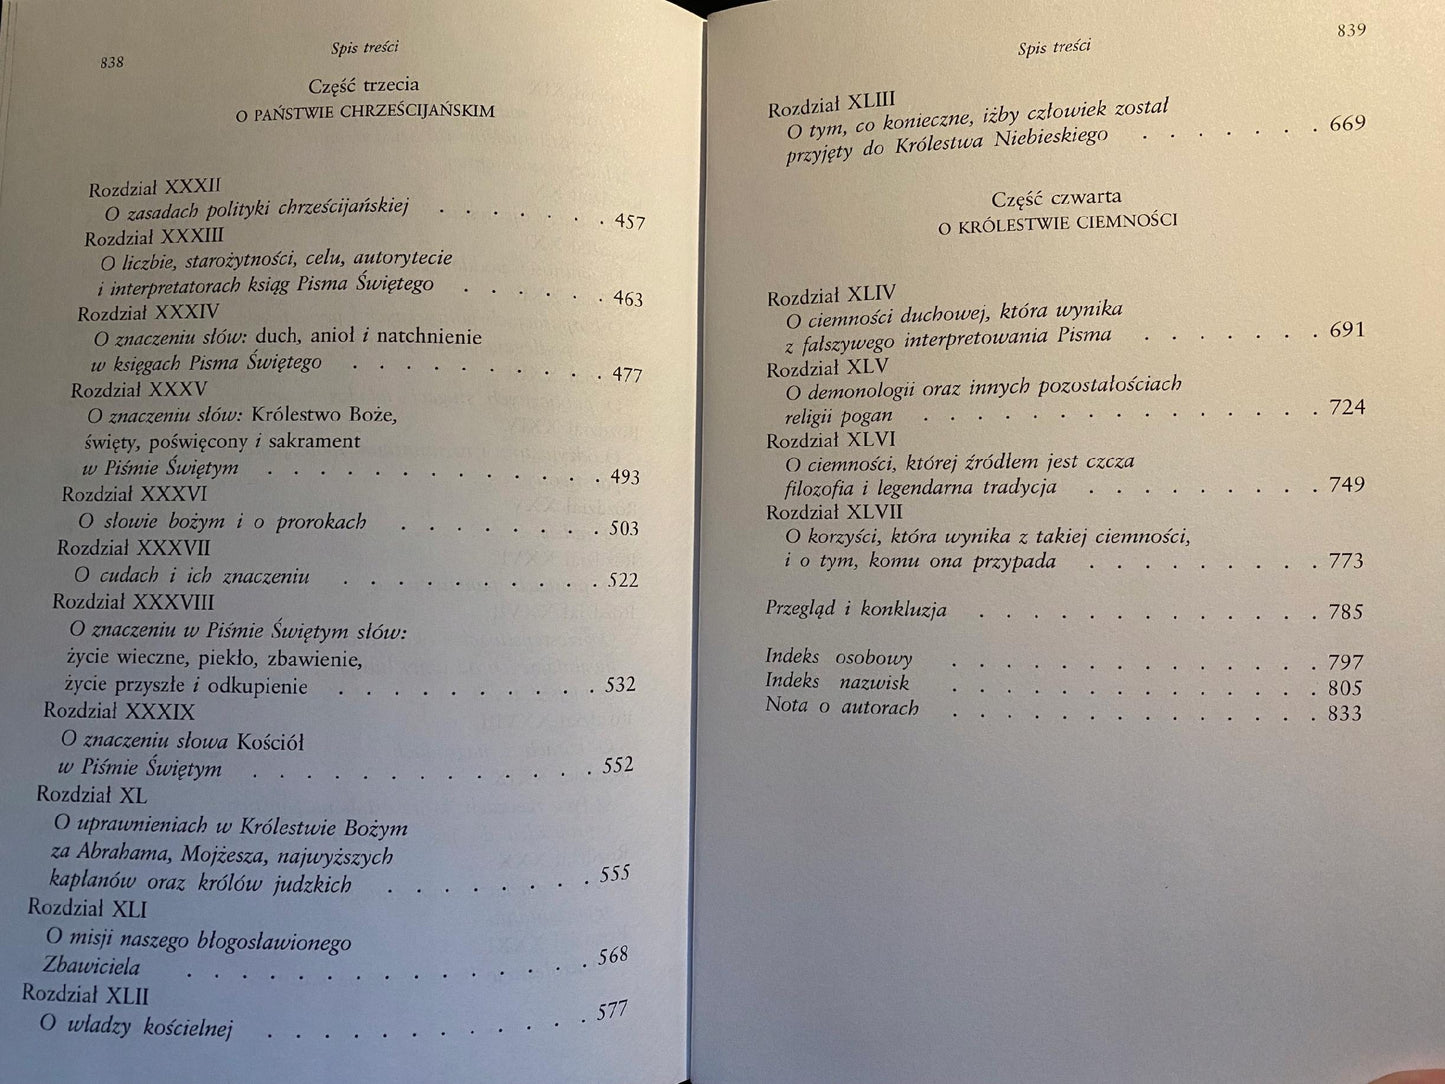 838
Spis treści
Część trzecia
O PAŃSTWIE CHRZEŚCIJAŃSKIM
Rozdział XXXII
O zasadach polityki chrześcijańskiej . . . . . . . 457
Rozdział XXXIII
O liczbie, starożytności, celu, autorytecie
i interpretatorach ksiąg Pisma Świętego . . . . . . 463
Rozdział XXXIV
O znaczeniu słów: duch, anioł i natchnienie
w księgach Pisma Świętego . . . . . . . . . . 477
Rozdział XXXV
O znaczeniu słów: Królestwo Boże,
święty, poświęcony i sakrament
w Piśmie Świętym . . . . . . . . . . . . . 493
Rozdział XXXVI
O słowie bożym i o prorokach . . . . . . . . 503
Rozdział XXXVII
O cudach i ich znaczeniu . . . . . . . . . . 522
Rozdział XXXVIII
O znaczeniu w Piśmie Świętym słów:
życie wieczne, piekło, zbawienie,
życie przyszłe i odkupienie . . . . . . . . . . 532
Rozdział XXXIX
O znaczeniu słowa Kościół
w Piśmie Świętym . . . . . . . . . . . . . 552
Rozdział XL
O uprawnieniach w Królestwie Bożym
za Abrahama, Mojżesza, najwyższych
kapłanów oraz królów judzkich . . . . . . . . 555
Rozdział XLI
O misji naszego błogosławionego
Zbawiciela . . . . . . . . . . . . . . . 568
Rozdział XLII
O władzy kościelnej . . . . . . . . . . . . 577
839
Spis treści
Rozdział XLIII
O tym, co konieczne, iżby człowiek został
przyjęty do Królestwa Niebieskiego . . . . . . . 669
Część czwarta
O KRÓLESTWIE CIEMNOŚCI
Rozdział XLIV
O ciemności duchowej, która wynika
z fałszywego interpretowania Pisma . . . . . . . 691
Rozdział XLV
O demonologii oraz innych pozostałościach
religii pogan . . . . . . . . . . . . . . . 724
Rozdział XLVI
O ciemności, której źródłem jest czcza
filozofia i legendarna tradycja . . . . . . . . . 749
Rozdział XLVII
O korzyści, która wynika z takiej ciemności,
i o tym, komu ona przypada . . . . . . . . . 773
Przegląd i konkluzja . . . . . . . . . . . . . 785
Indeks osobowy . . . . . . . . . . . . . . 797
Indeks nazwisk . . . . . . . . . . . . . . 805
Nota o autorach . . . . . . . . . . . . . . 833